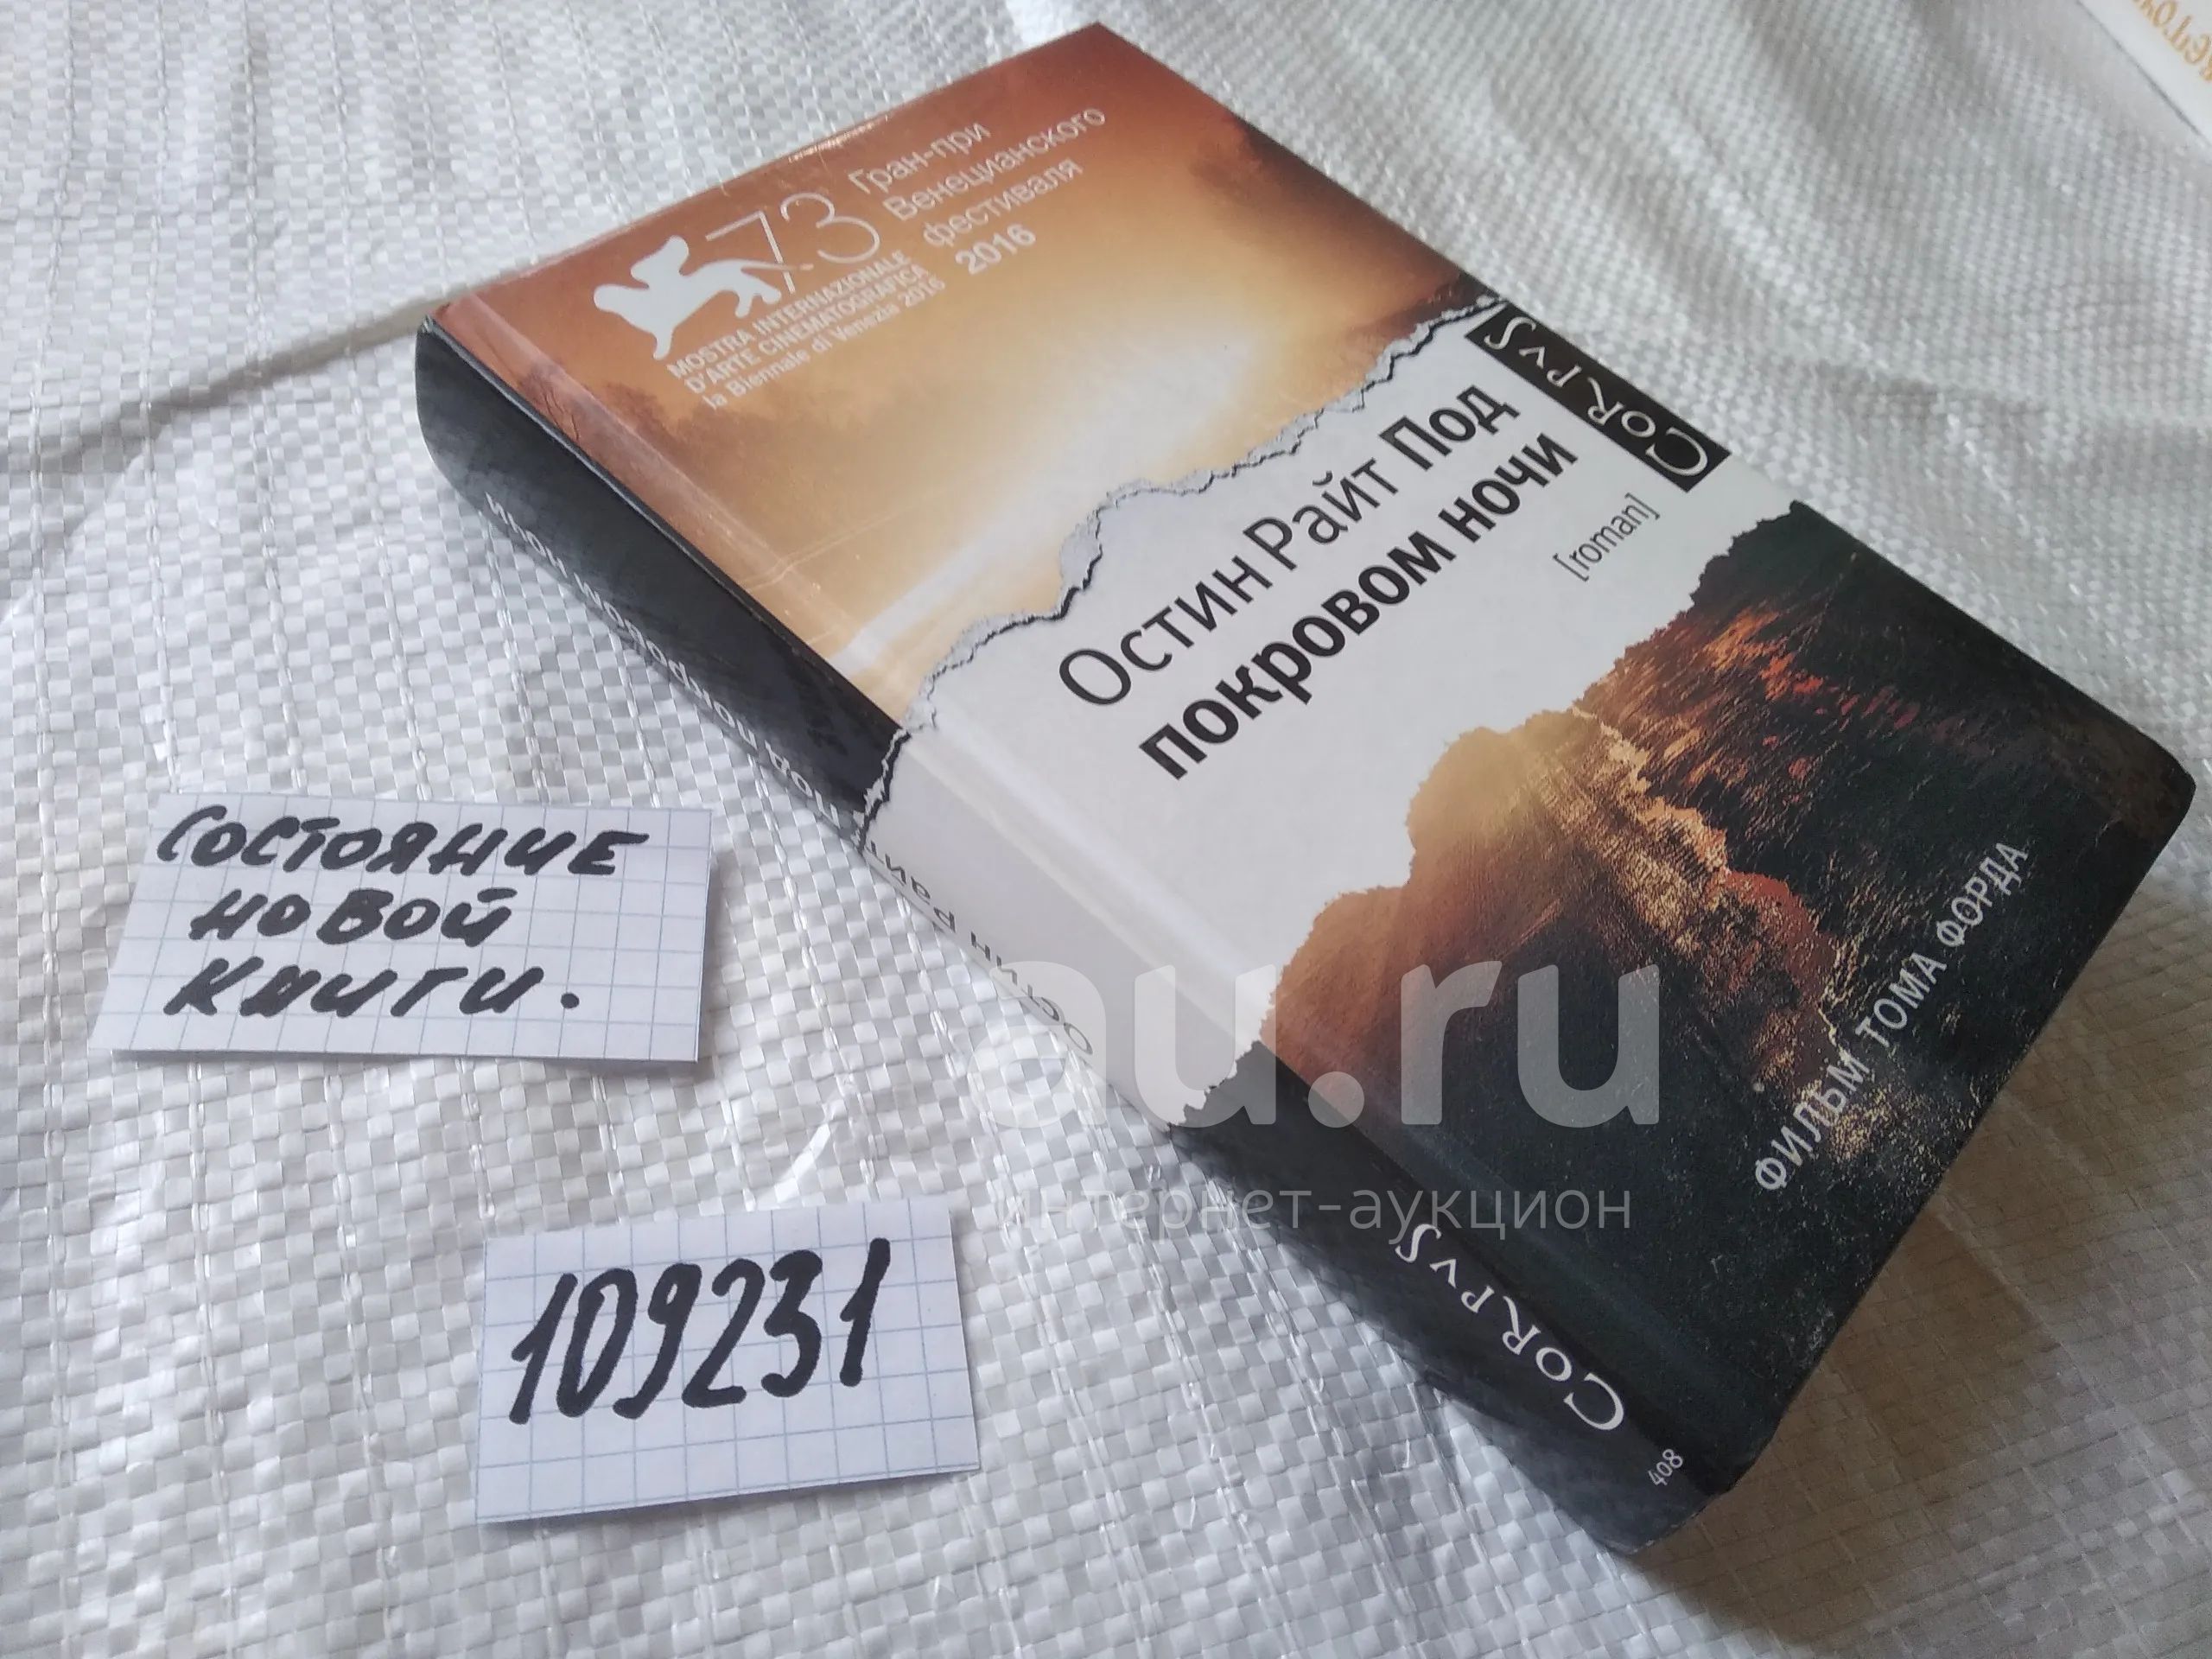 73
Гран-при
Венецианского
фестиваля
2016
MOSTRA INTERNAZIONALE
D'ARTE CINEMATOGRAFICA
la Biennale di Venezia 2016
CORPVS
Остин Райт Под
покровом ночи
[roman]
ФИЛЬМ ТОМА ФОРДА
Остин Райт Под покровом ночи
CORPVS
408
СОСТОЯНИЕ
НОВОЙ
КНИГИ.
109231
au.ru
интернет-аукцион